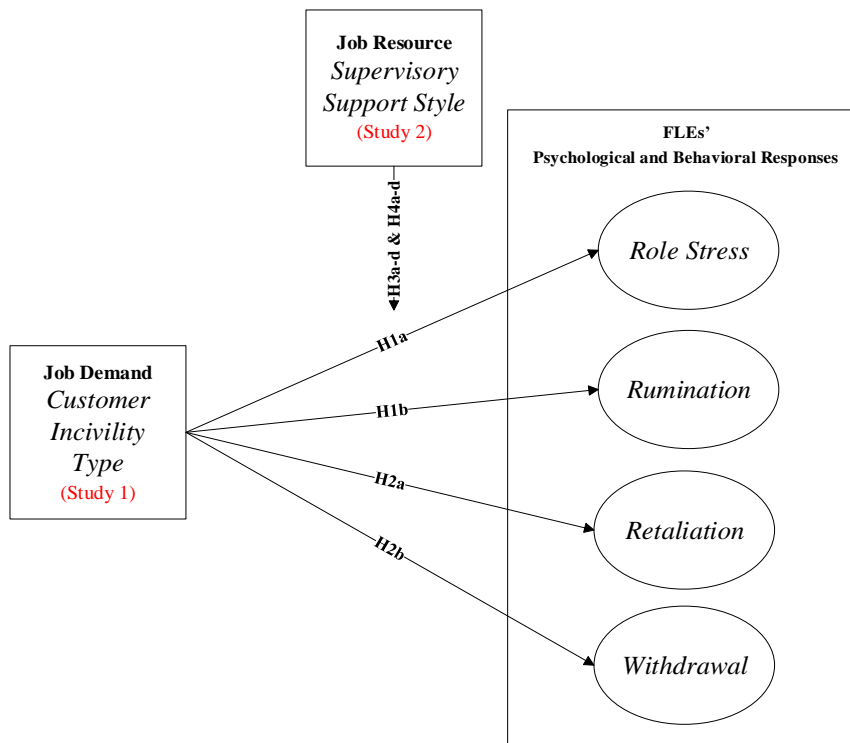 Job Resource
Supervisory
Support Style
(Study 2)
FLEs’
Psychological and Behavioral Responses
H3a-d & H4a-d
Role Stress
H1a
Job Demand
Customer
Incivility
Type
(Study 1)
H1b
Rumination
H2a
Retaliation
H2b
Withdrawal